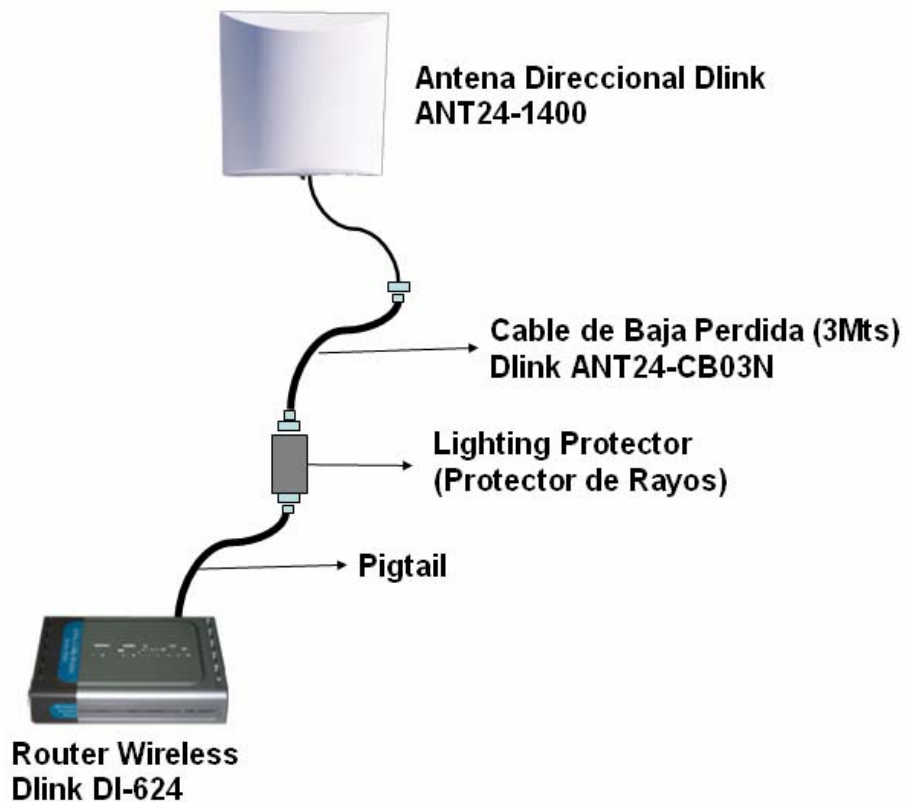 Antena Direccional Dlink
ANT24-1400
Cable de Baja Perdida (3Mts)
Dlink ANT24-CB03N
Lighting Protector
(Protector de Rayos)
Pigtail
Router Wireless
Dlink DI-624